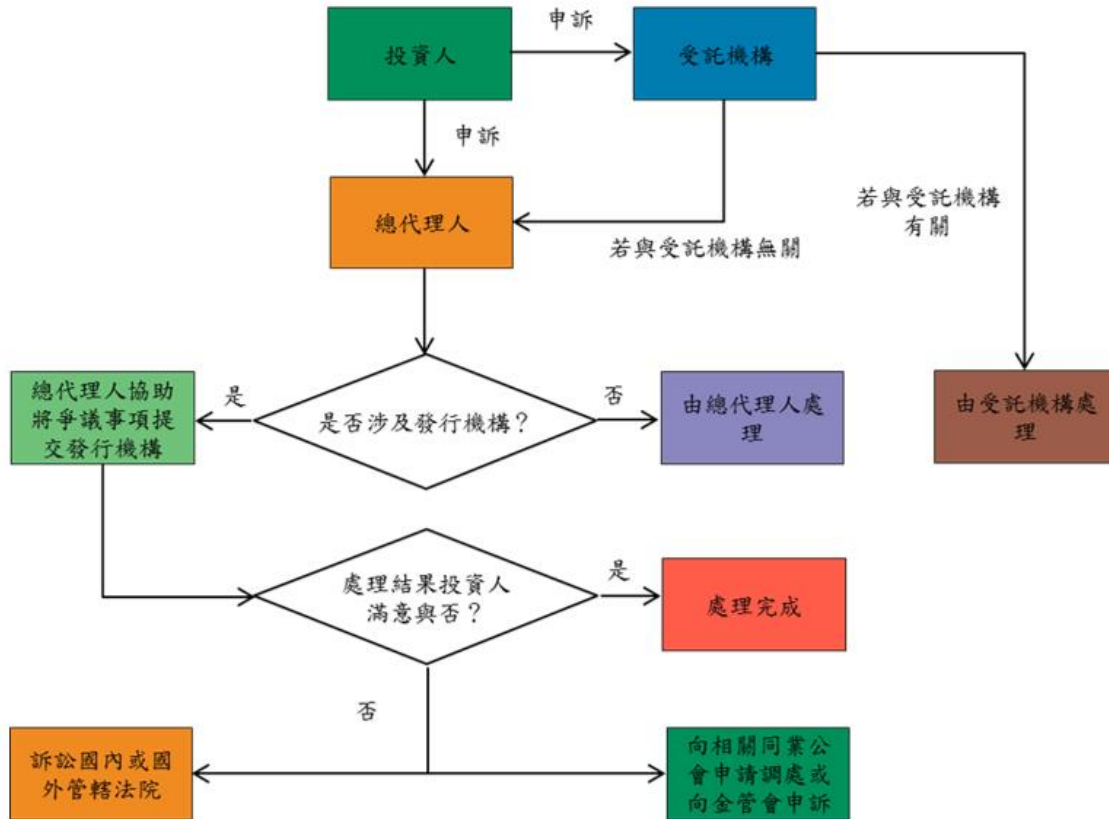 申訴
投資人
受託機構
申訴
若與受託機構
有關
總代理人
若與受託機構無關
總代理人協助
將爭議事項提
交發行機構
是
是否涉及發行機構？
否
由總代理人處
理
由受託機構處
理
處理結果投資人
滿意與否？
是
處理完成
否
訴訟國內或國
外管轄法院
向相關同業公
會申請調處或
向金管會申訴